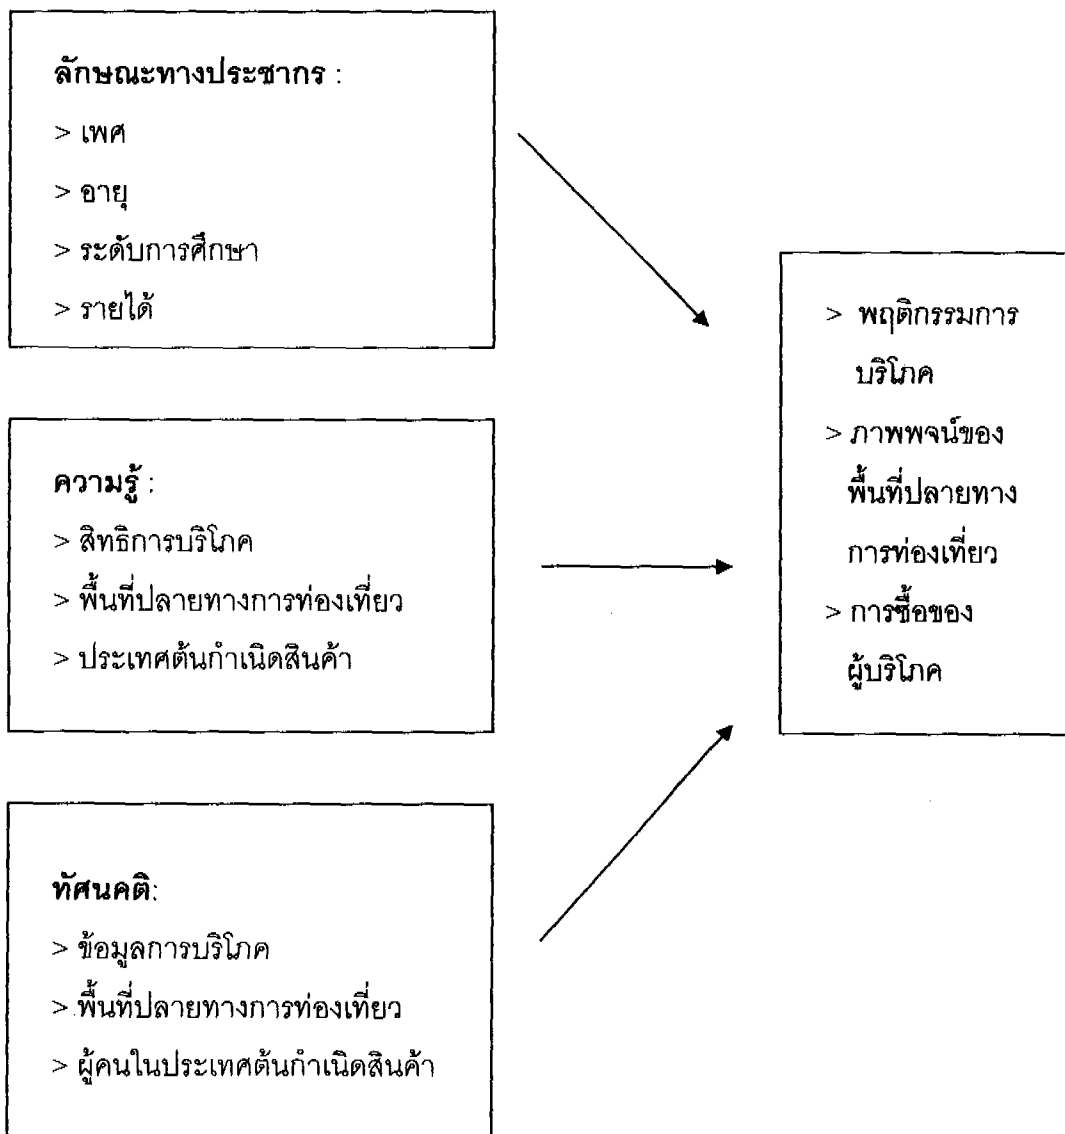 ลักษณะทางประชากร :
> เพศ
> อายุ
> ระดับการศึกษา
> รายได้
ความรู้ :
> สิทธิการบริโภค
> พื้นที่ปลายทางการท่องเที่ยว
> ประเทศต้นกำเนิดสินค้า
ทัศนคติ:
> ข้อมูลการบริโภค
> พื้นที่ปลายทางการท่องเที่ยว
> ผู้คนในประเทศต้นกำเนิดสินค้า
> พฤติกรรมการ
บริโภค
> ภาพพจน์ของ
พื้นที่ปลายทาง
การท่องเที่ยว
> การซื้อของ
ผู้บริโภค